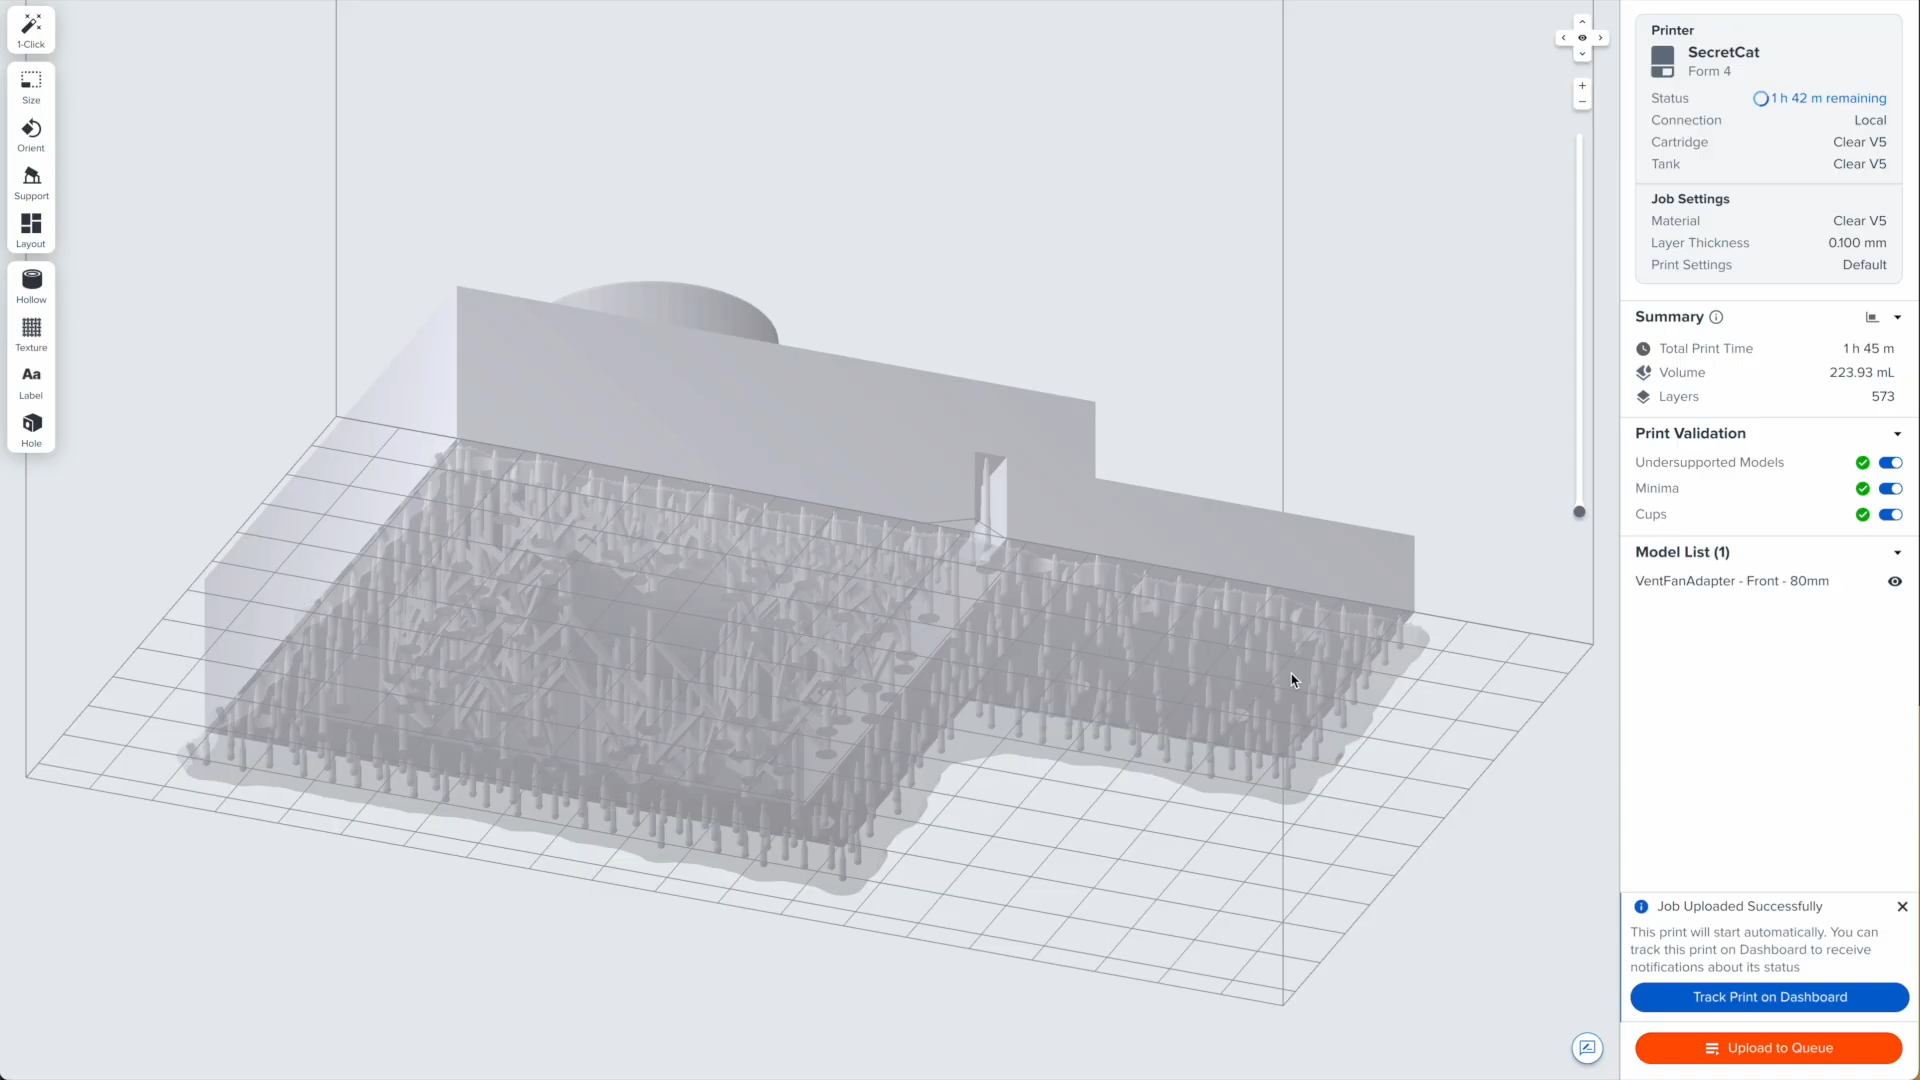 1-Click
Size
Orient
Support
Layout
Hollow
Texture
Aa
Label
Hole
Printer
SecretCat
Form 4
Status 1 h 42 m remaining
Connection Local
Cartridge Clear V5
Tank Clear V5
Job Settings
Material Clear V5
Layer Thickness 0.100 mm
Print Settings Default
Summary
Total Print Time 1 h 45 m
Volume 223.93 mL
Layers 573
Print Validation
Undersupported Models
Minima
Cups
Model List (1)
VentFanAdapter - Front - 80mm
Job Uploaded Successfully
This print will start automatically. You can
track this print on Dashboard to receive
notifications about its status
Track Print on Dashboard
Upload to Queue